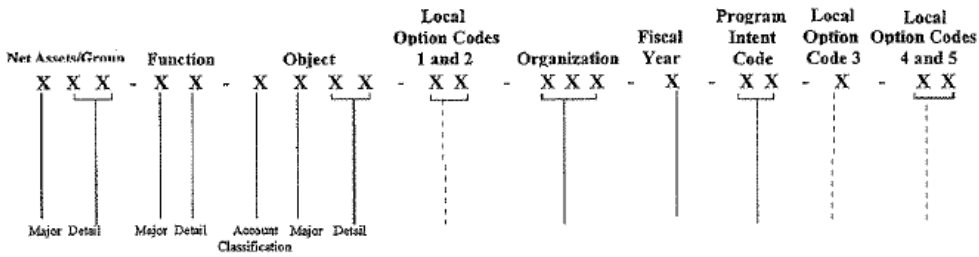 Local Program Local Local
Option Codes Fiscal Intent Option Option Codes
Net Assets/Group Function Object 1 and 2 Organization Year Code Code 3 4 and 5
X X X - X X - X X X X - X X - X X X - X - X X - X - X X
Major Detail Major Detail Account Major Detail
Classification